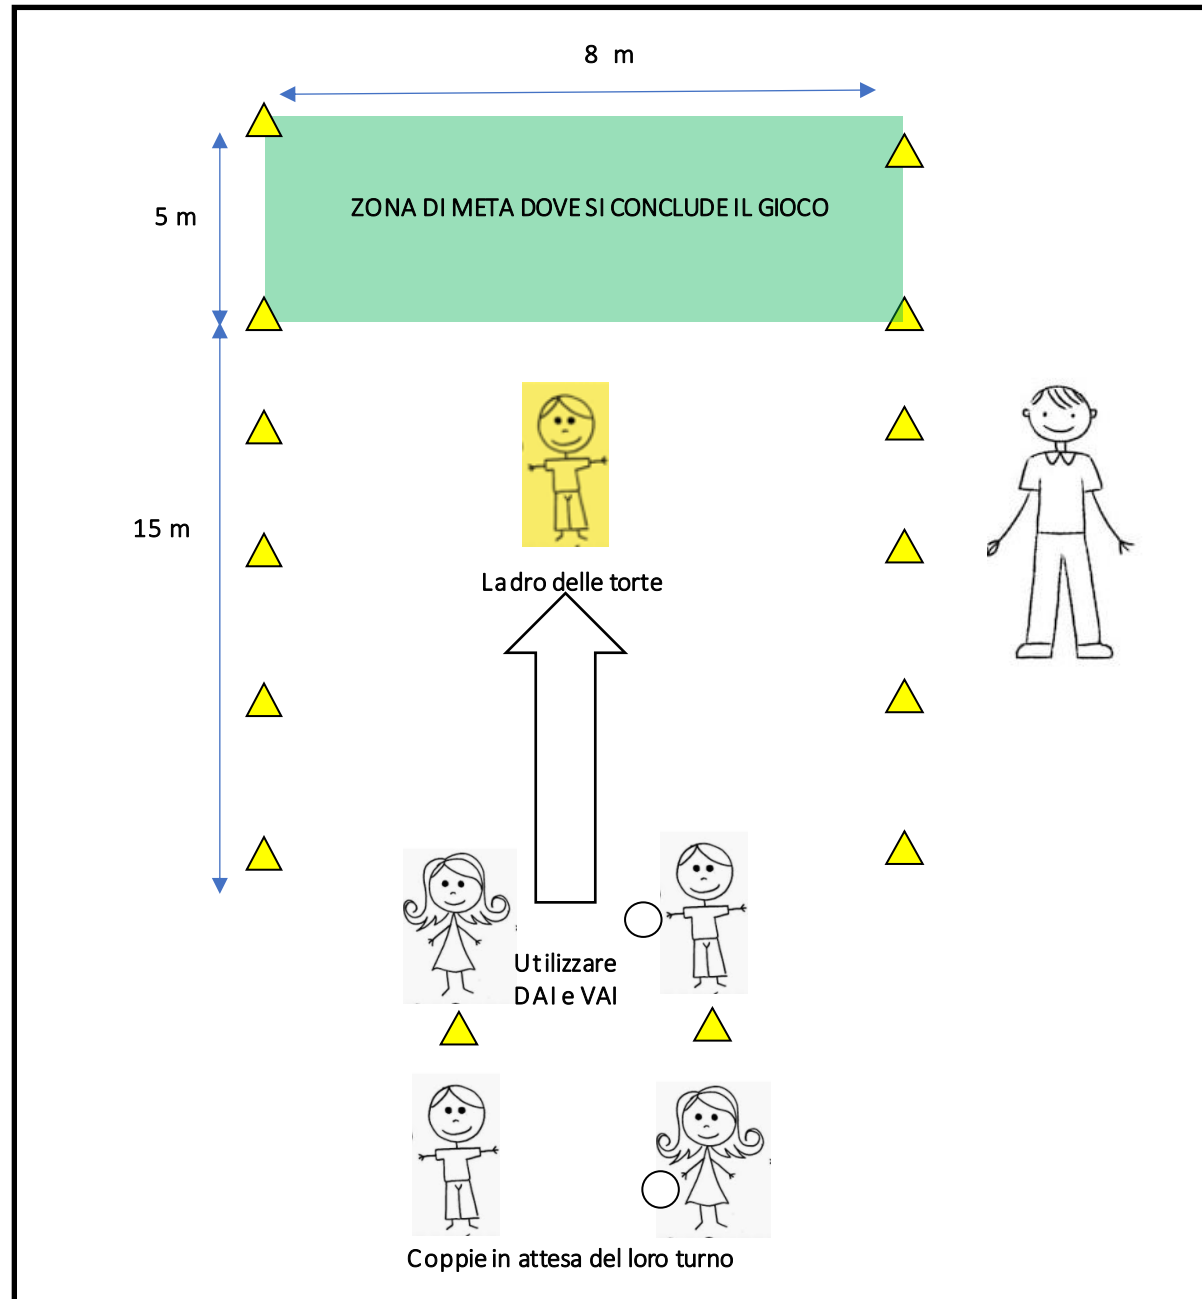 8 m
ZONA DI META DOVE SI CONCLUDE IL GIOCO
5 m
15 m
Ladro delle torte
Utilizzare
DAI e VAI
Coppie in attesa del loro turno